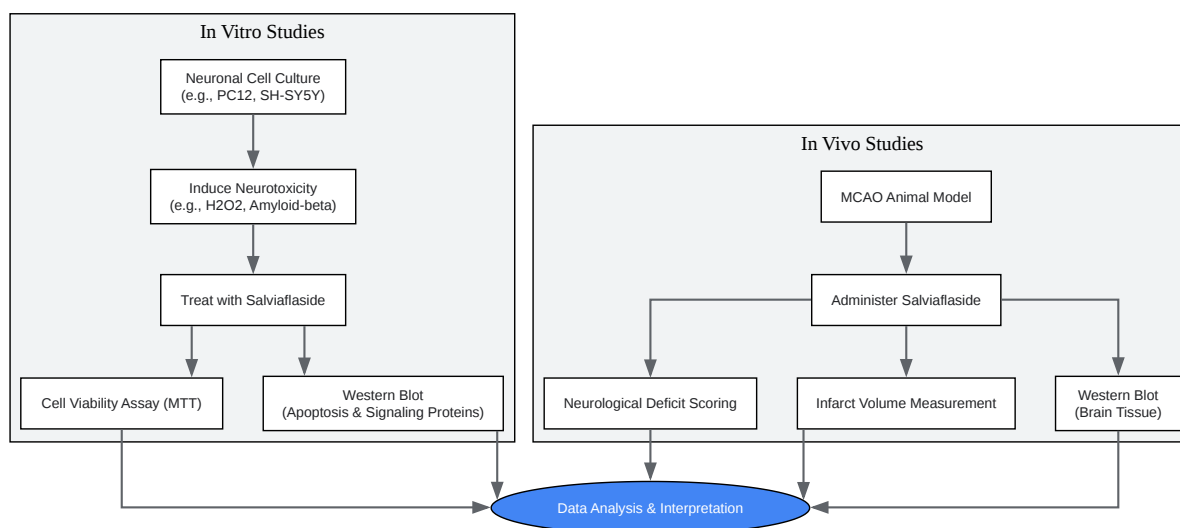 In Vitro Studies
Neuronal Cell Culture
(e.g., PC12, SH-SY5Y)
Induce Neurotoxicity
(e.g., H2O2, Amyloid-beta)
Treat with Salviaflaside
Cell Viability Assay (MTT)
Western Blot
(Apoptosis & Signaling Proteins)
In Vivo Studies
MCAO Animal Model
Administer Salviaflaside
Neurological Deficit Scoring
Infarct Volume Measurement
Western Blot
(Brain Tissue)
Data Analysis & Interpretation